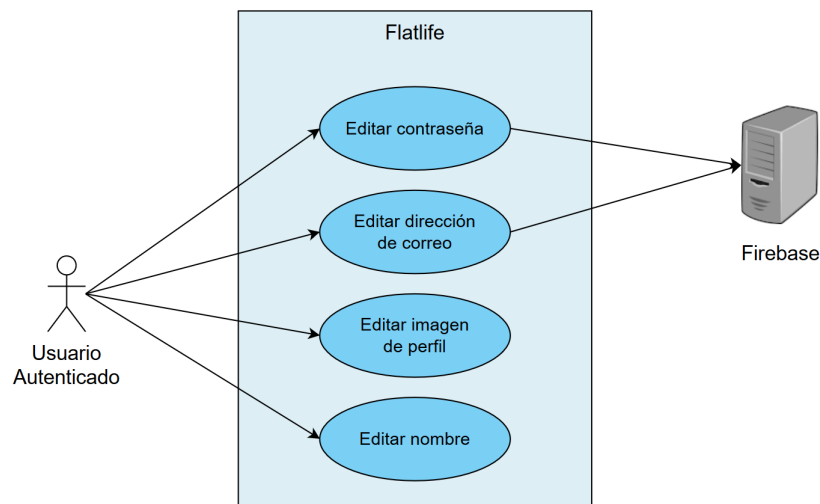 Flatlife
Editar contraseña
Editar dirección
de correo
Firebase
Editar imagen
de perfil
Usuario
Autenticado
Editar nombre